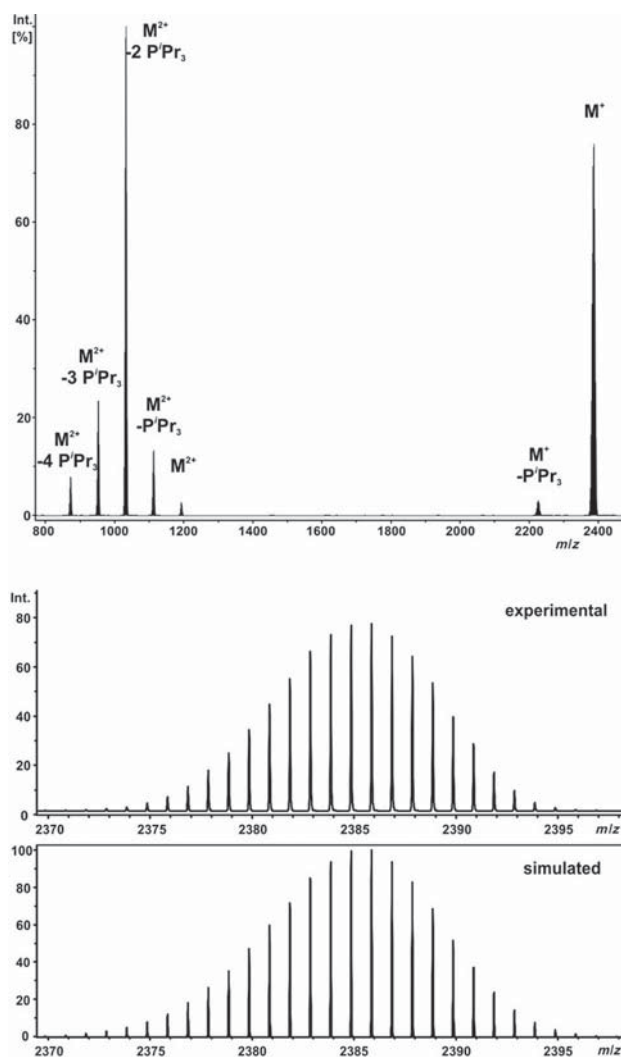 Int.
[%]
M²⁺
-2 PⁱPr₃
M⁺
80
60
40
M²⁺
-3 PⁱPr₃
M²⁺
-PⁱPr₃
20
M²⁺
-4 PⁱPr₃
M²⁺
M⁺
-PⁱPr₃
0
800 1000 1200 1400 1600 1800 2000 2200 2400
m/z
Int.
experimental
80
60
40
20
0
2370 2375 2380 2385 2390 2395 m/z
100
simulated
80
60
40
20
0
2370 2375 2380 2385 2390 2395 m/z